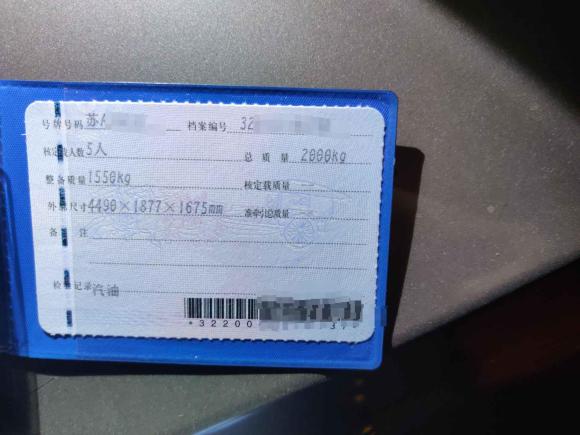 号牌号码 苏A 档案编号 32
核定载人数 5人 总质量 2000kg
整备质量 1550kg 核定载质量
外廓尺寸 4490×1877×1675mm 准牵引总质量
备注
检验记录 汽油
*32200